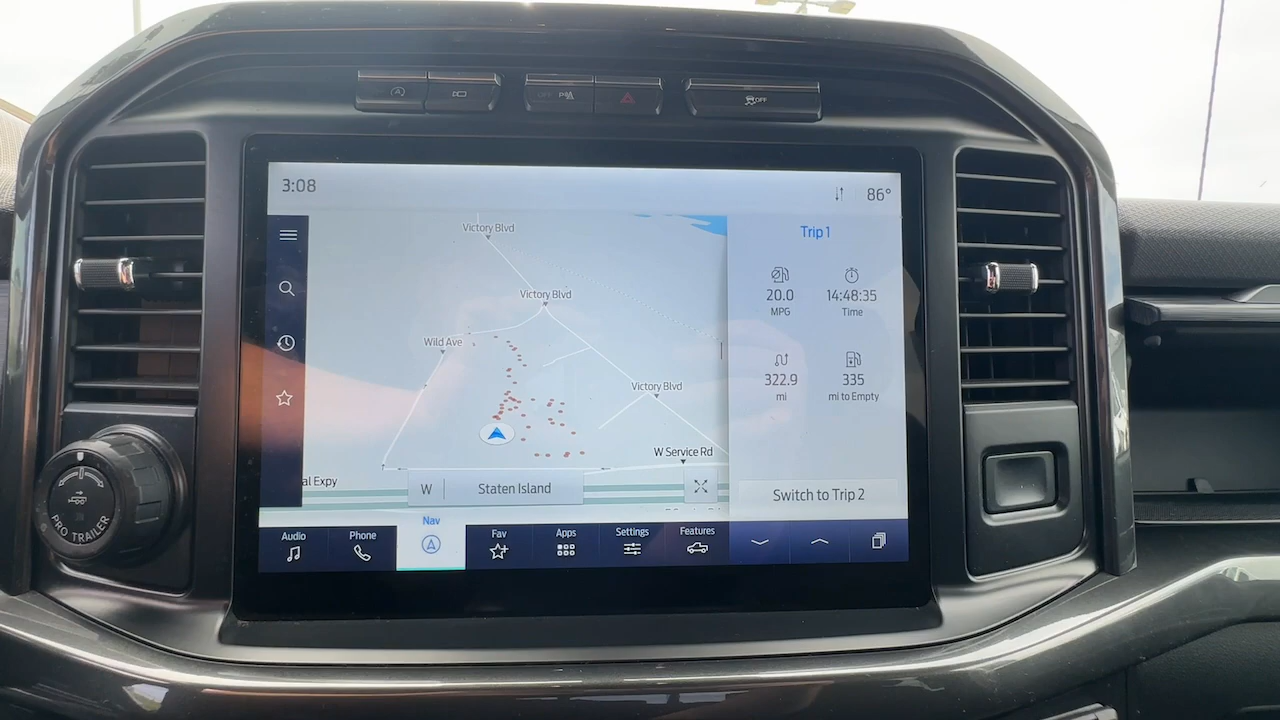 OFF P
OFF
3:08
86°
Victory Blvd
Trip 1
Victory Blvd
20.0
14:48:35
MPG
Time
Wild Ave
322.9
335
mi
mi to Empty
Victory Blvd
W Service Rd
al Expy
W
Staten Island
Switch to Trip 2
PRO TRAILER
Audio
Phone
Nav
Fav
Apps
Settings
Features